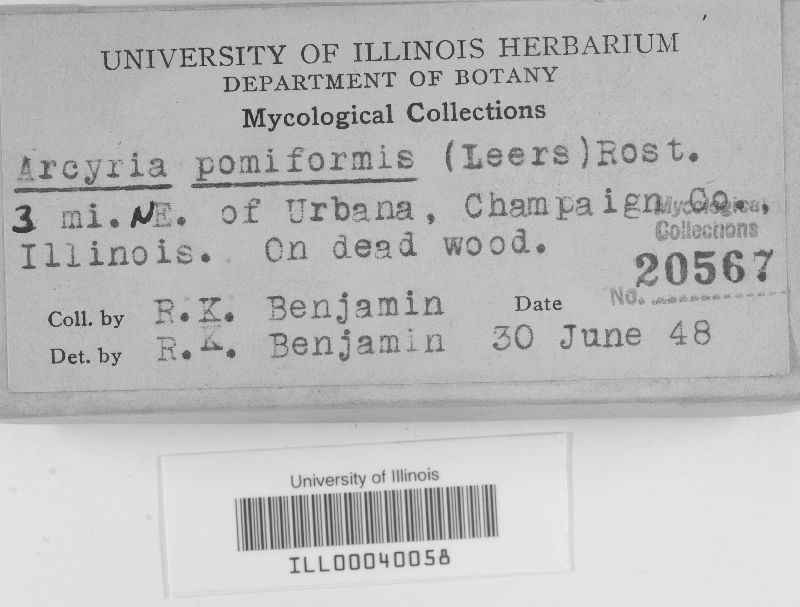 UNIVERSITY OF ILLINOIS HERBARIUM
DEPARTMENT OF BOTANY
Mycological Collections
Arcyria pomiformis (Leers)Rost.
3 mi. NE. of Urbana, Champaign Co.,
Illinois. On dead wood.
Mycological
Collections
20567
No.
Coll. by R.K. Benjamin Date
Det. by R.K. Benjamin 30 June 48
University of Illinois
ILL00040058